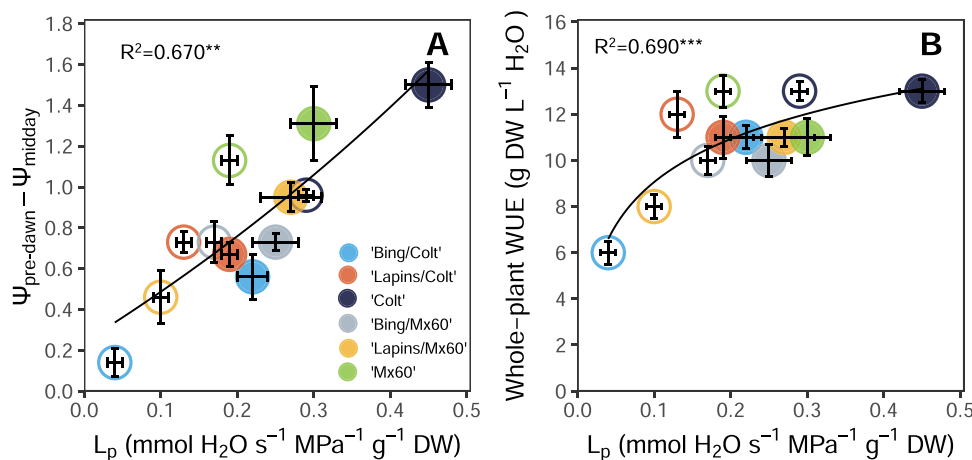 A
R²=0.670**
Ψpre-dawn – Ψmidday
1.8
1.6
1.4
1.2
1.0
0.8
0.6
0.4
0.2
0.0
'Bing/Colt'
'Lapins/Colt'
'Colt'
'Bing/Mx60'
'Lapins/Mx60'
'Mx60'
0.0 0.1 0.2 0.3 0.4 0.5
Lp (mmol H₂O s⁻¹ MPa⁻¹ g⁻¹ DW)
B
R²=0.690***
Whole–plant WUE (g DW L⁻¹ H₂O)
16
14
12
10
8
6
4
2
0
0.0 0.1 0.2 0.3 0.4 0.5
Lp (mmol H₂O s⁻¹ MPa⁻¹ g⁻¹ DW)